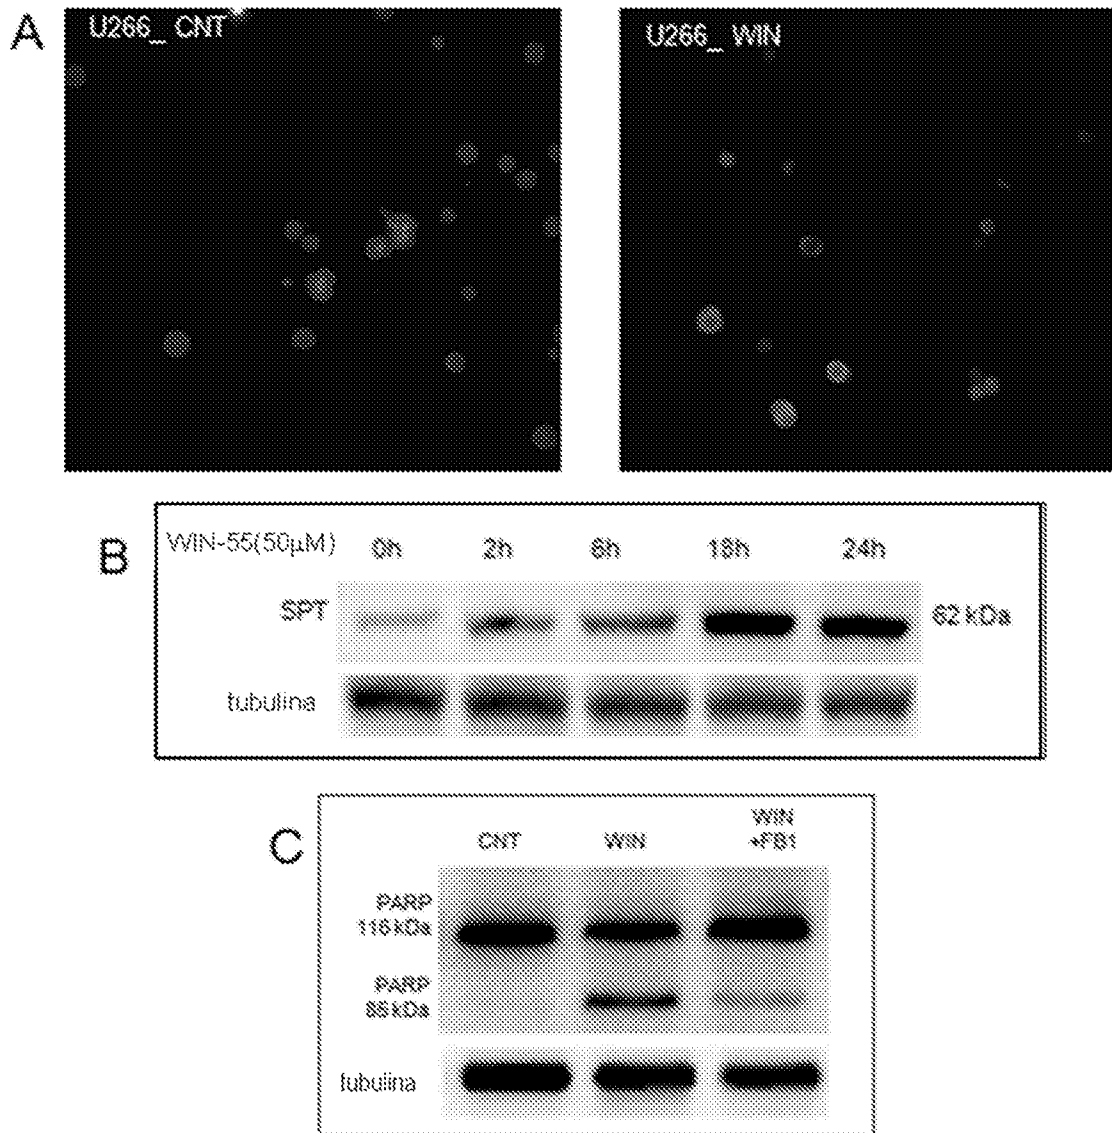 A
U266_ CNT
U266_ WIN
B
WIN-55(50µM)
0h
2h
6h
18h
24h
SPT
62 kDa
tubulina
C
CNT
WIN
WIN
+FB1
PARP
116 kDa
PARP
85 kDa
tubulina